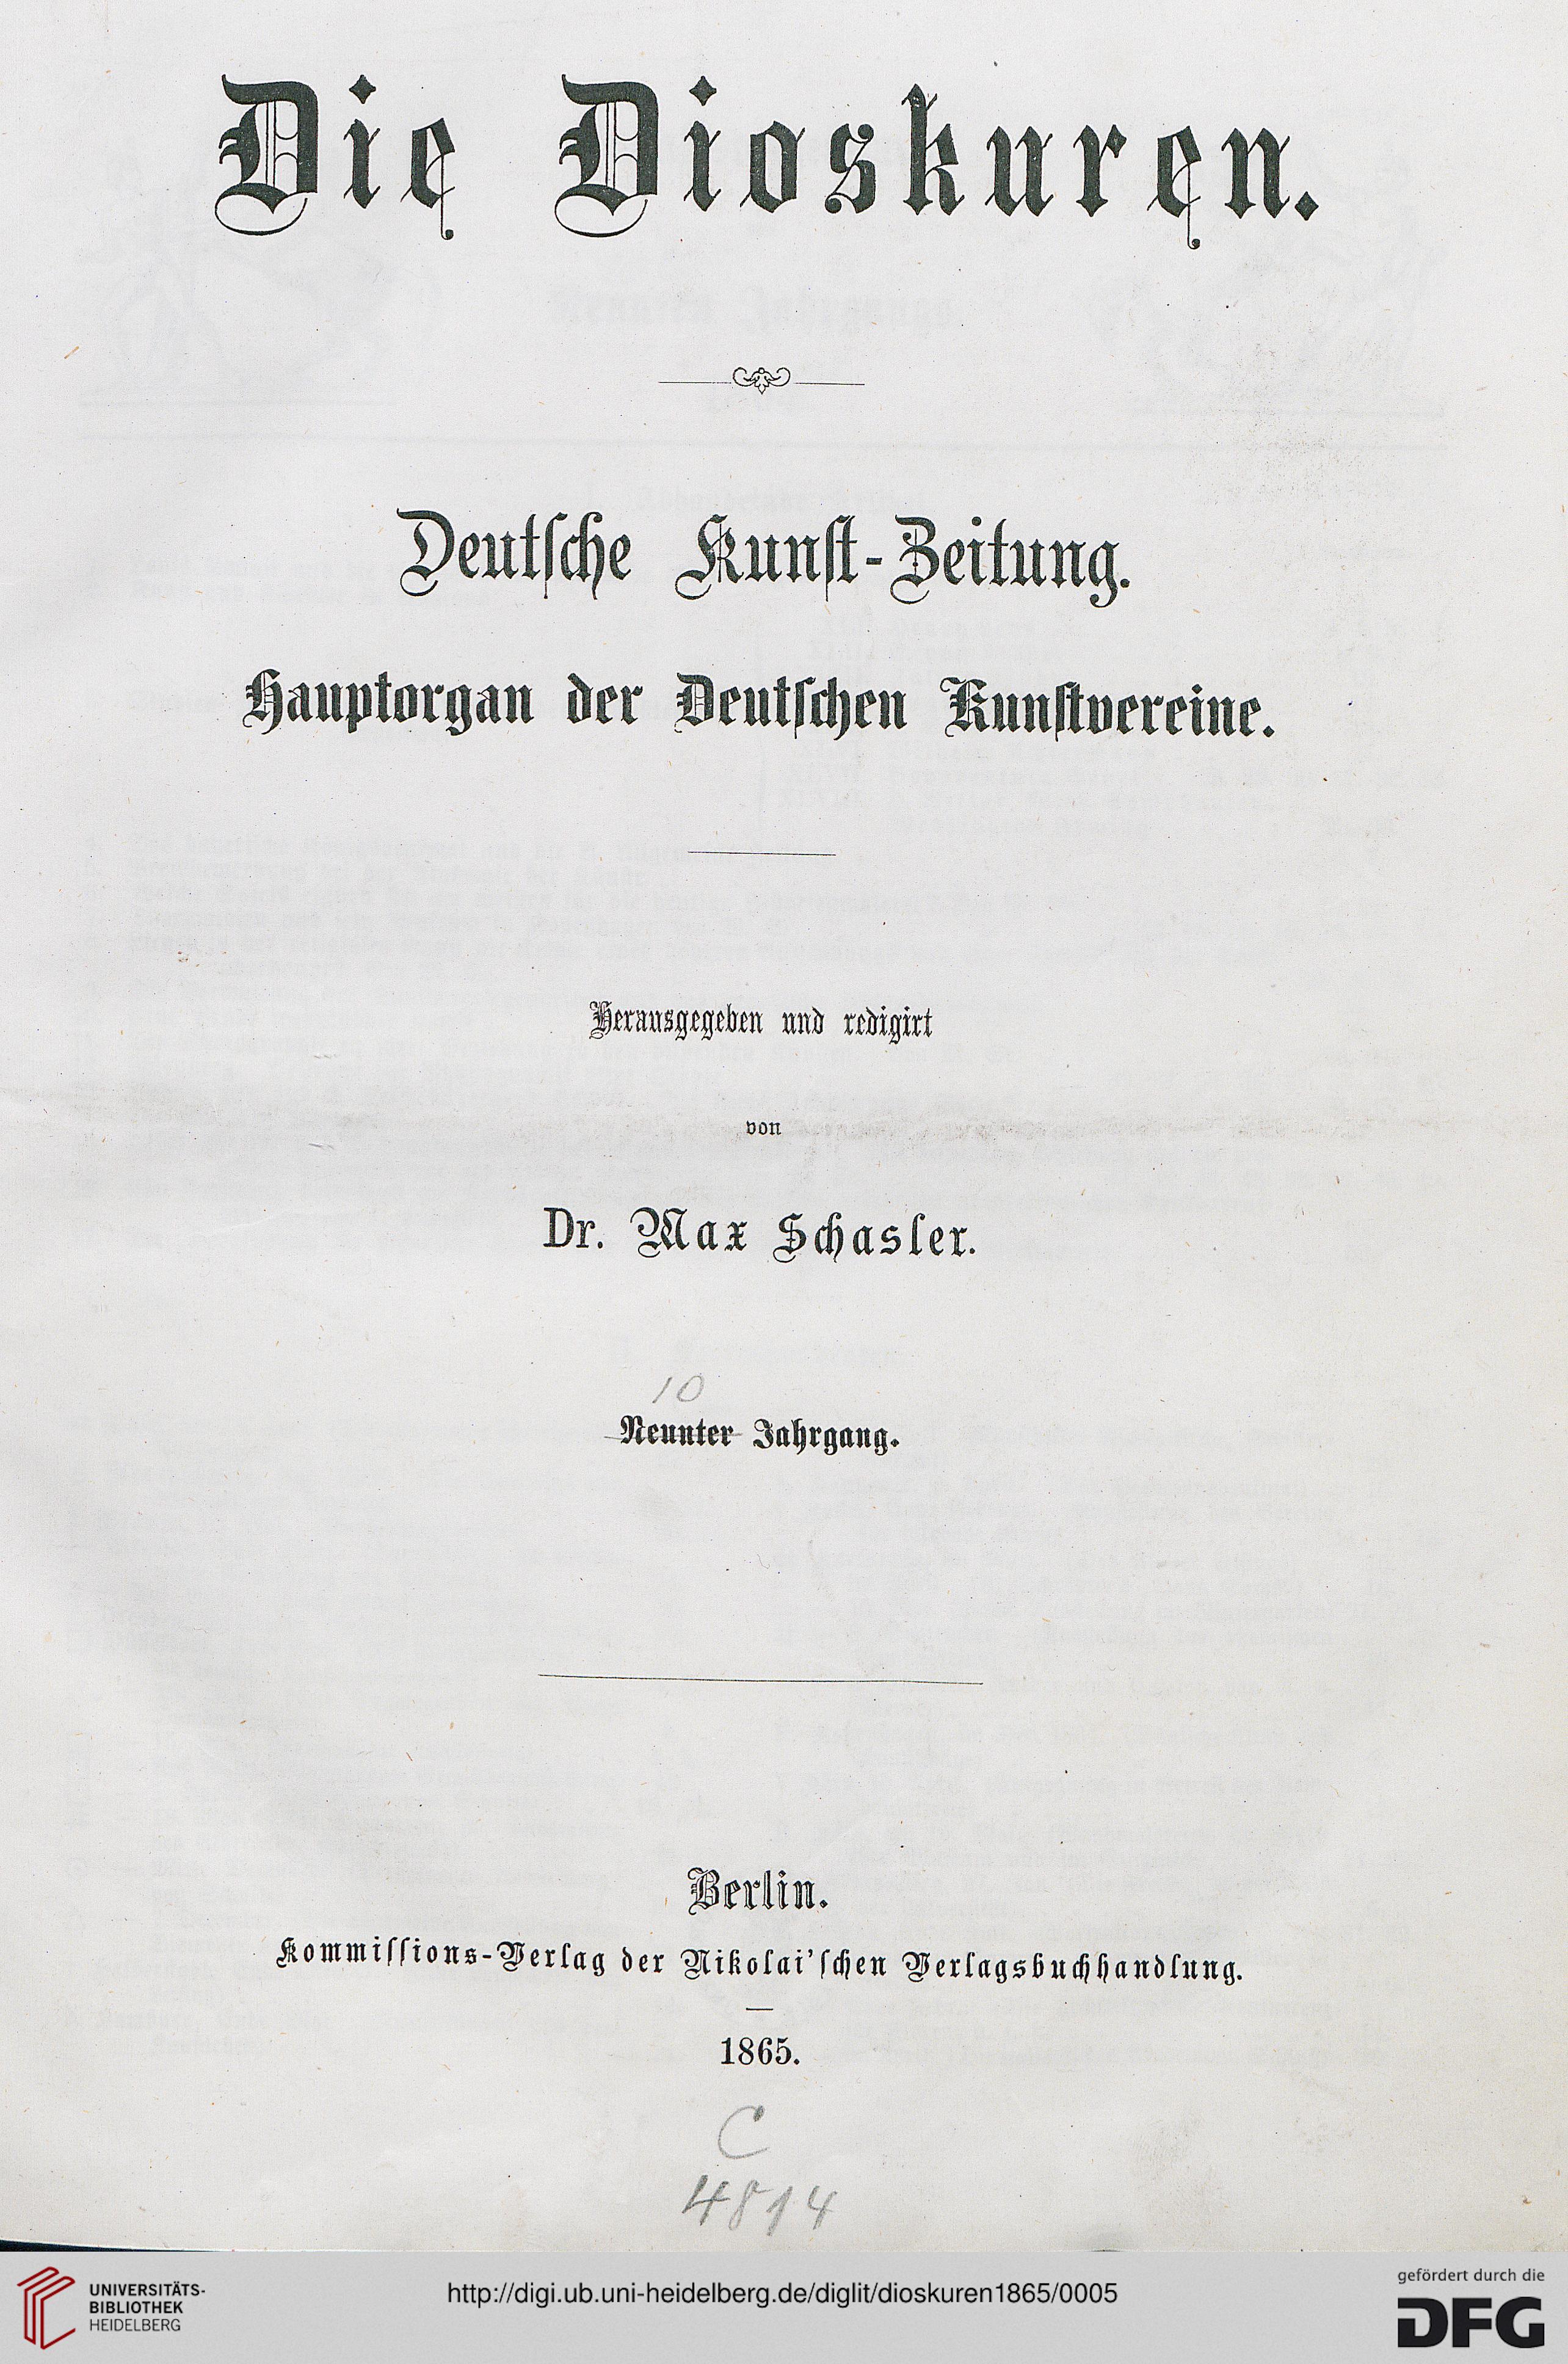 Die Dioskuren.
Deutſche Kunſt-Zeitung.
Hauptorgan der Deutſchen Kunſtvereine.
Herausgegeben und redigirt
von
Dr. Max Schasler.
10
Neunter Jahrgang.
Berlin.
Kommiſſions-Verlag der Nikolai'ſchen Verlagsbuchhandlung.
1865.
C
4814
UNIVERSITÄTS-
BIBLIOTHEK
HEIDELBERG
http://digi.ub.uni-heidelberg.de/diglit/dioskuren1865/0005
gefördert durch die
DFG